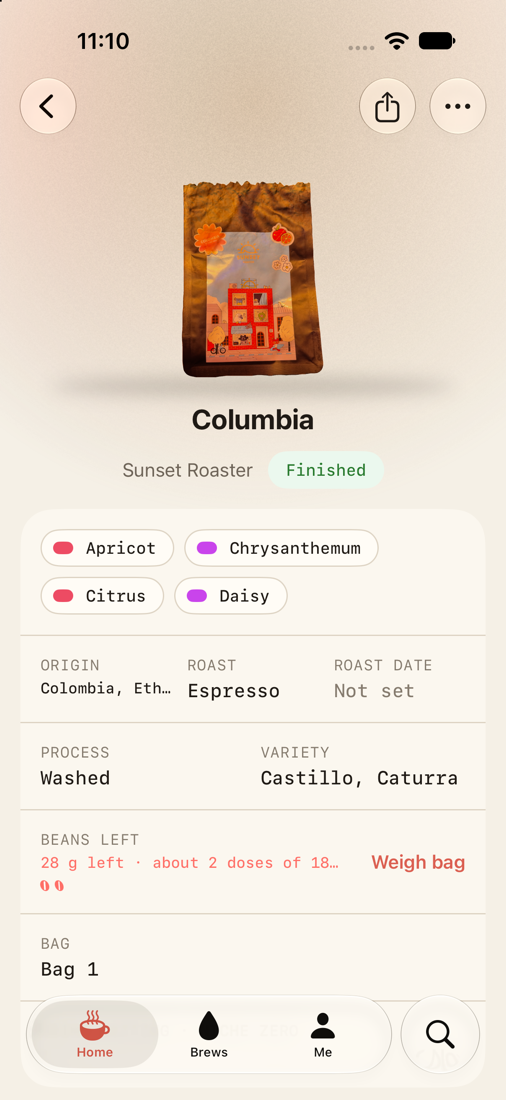 11:10
Columbia
Sunset Roaster Finished
Apricot Chrysanthemum
Citrus Daisy
ORIGIN ROAST ROAST DATE
Colombia, Eth… Espresso Not set
PROCESS VARIETY
Washed Castillo, Caturra
BEANS LEFT
28 g left · about 2 doses of 18… Weigh bag
BAG
Bag 1
Home Brews Me